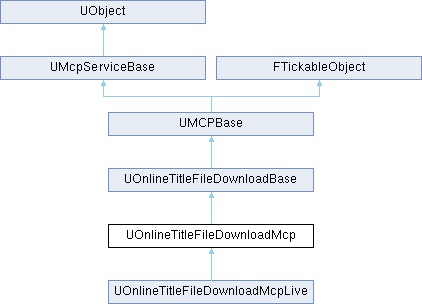 UObject
UMcpServiceBase
FTickableObject
UMCPBase
UOnlineTitleFileDownloadBase
UOnlineTitleFileDownloadMcp
UOnlineTitleFileDownloadMcpLive